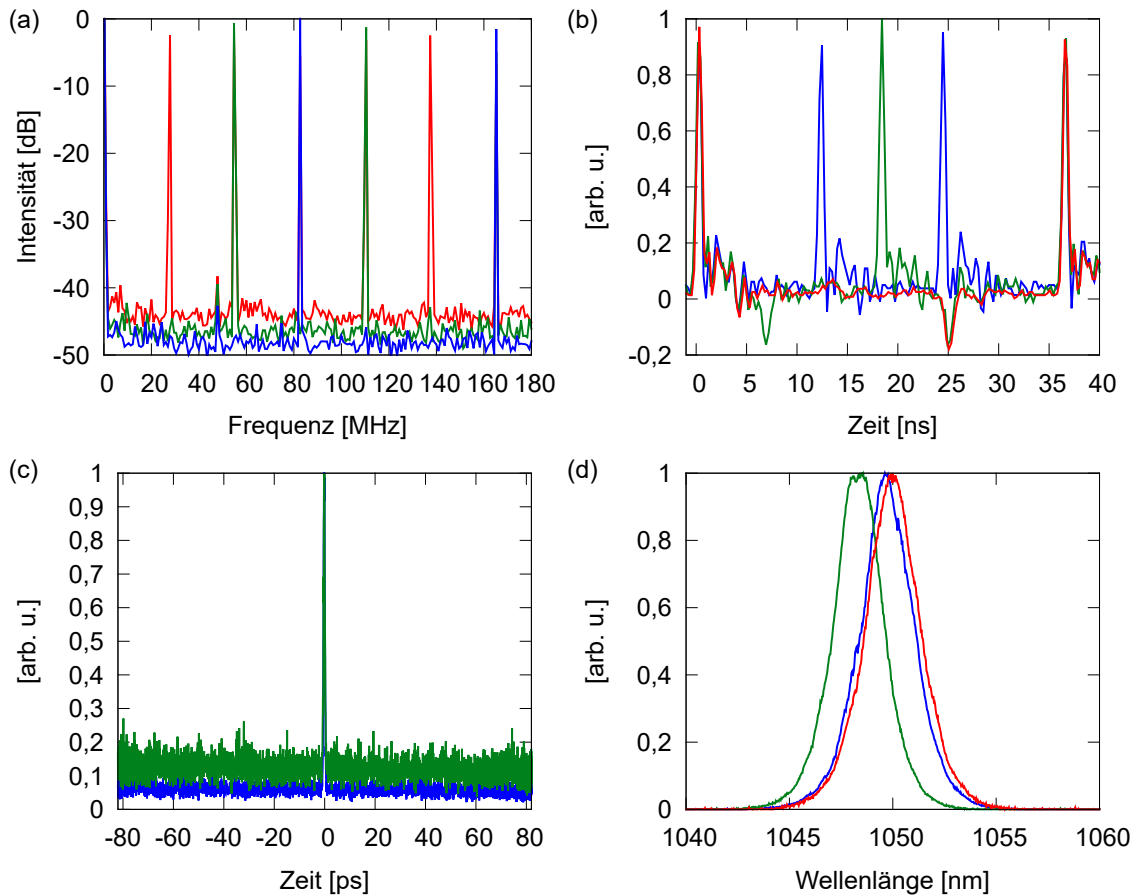 (a)
Intensität [dB]
0
-10
-20
-30
-40
-50
0 20 40 60 80 100 120 140 160 180
Frequenz [MHz]
(b)
[arb. u.]
1
0,8
0,6
0,4
0,2
0
-0,2
0 5 10 15 20 25 30 35 40
Zeit [ns]
(c)
[arb. u.]
1
0,9
0,8
0,7
0,6
0,5
0,4
0,3
0,2
0,1
0
-80 -60 -40 -20 0 20 40 60 80
Zeit [ps]
(d)
[arb. u.]
1
0,8
0,6
0,4
0,2
0
1040 1045 1050 1055 1060
Wellenlänge [nm]